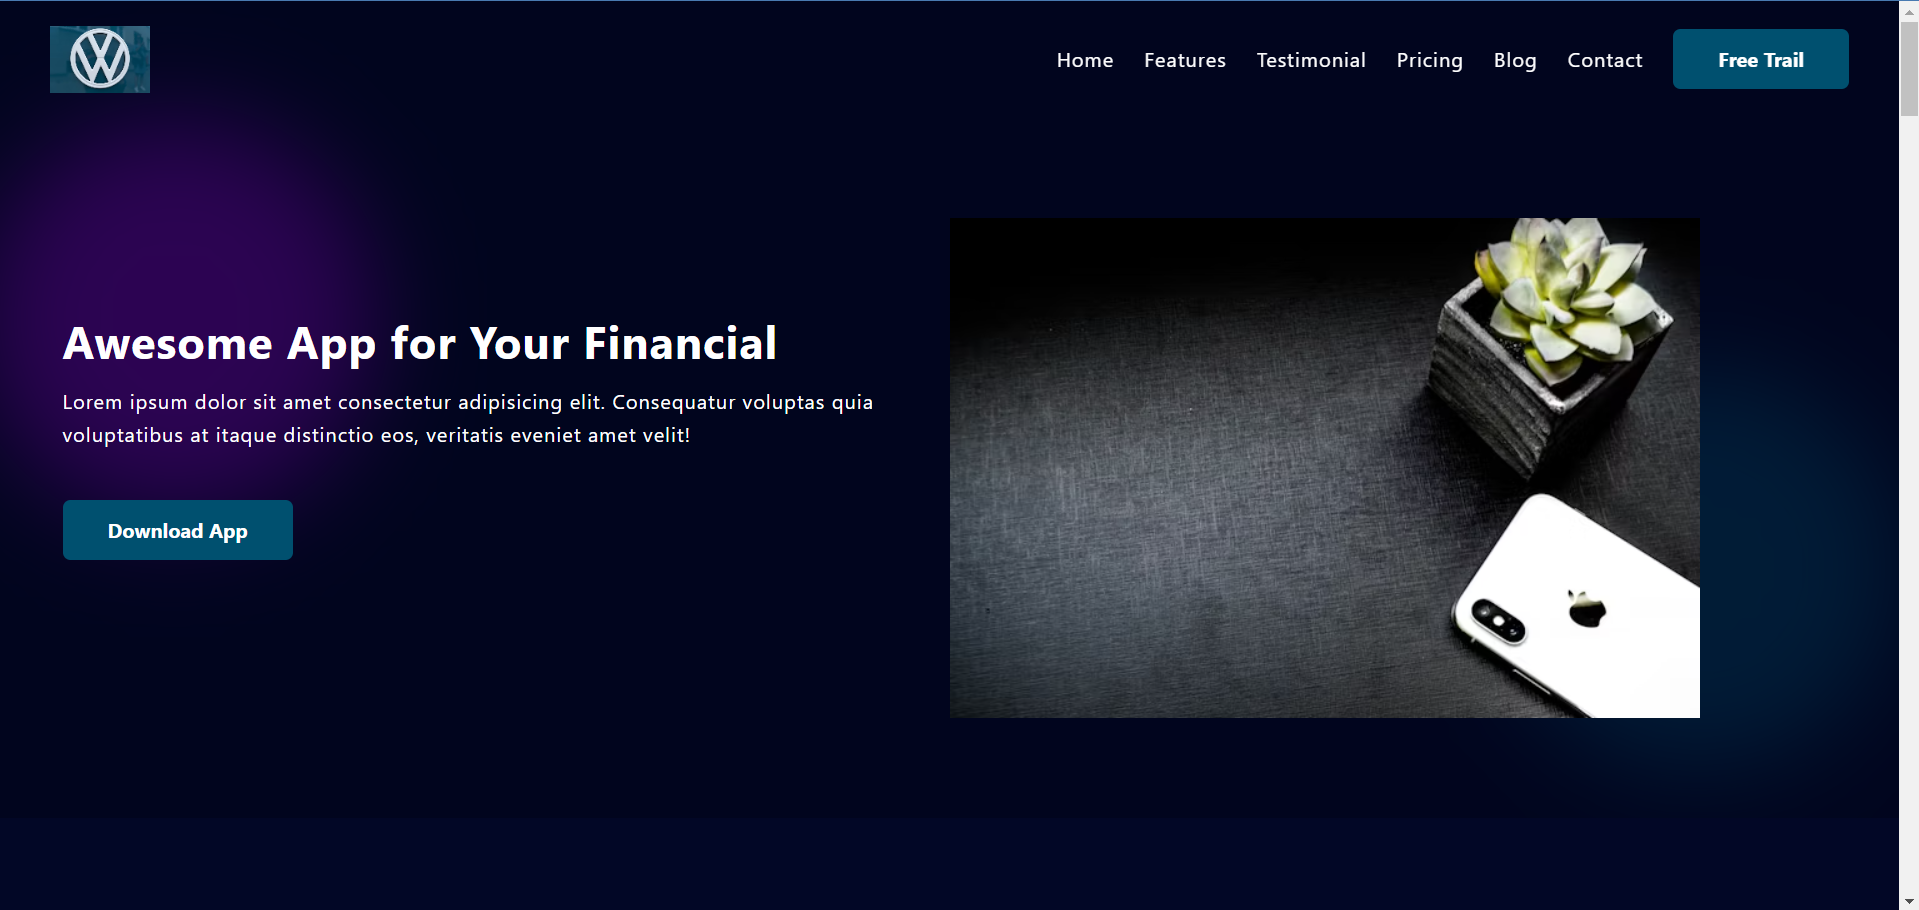 Home Features Testimonial Pricing Blog Contact Free Trail
Awesome App for Your Financial
Lorem ipsum dolor sit amet consectetur adipisicing elit. Consequatur voluptas quia
voluptatibus at itaque distinctio eos, veritatis eveniet amet velit!
Download App